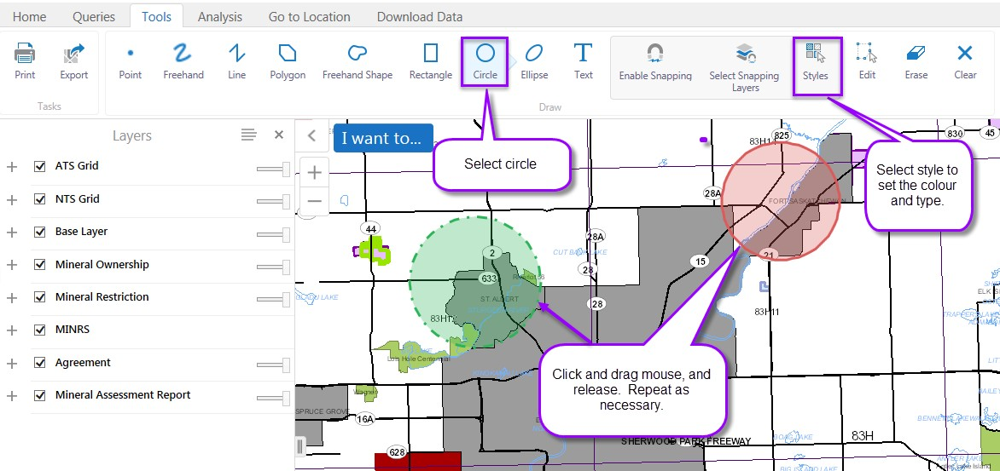 Home Queries Tools Analysis Go to Location Download Data
Print Export Point Freehand Line Polygon Freehand Shape Rectangle Circle Ellipse Text Enable Snapping Select Snapping Layers Styles Edit Erase Clear
Tasks Draw
Layers
I want to...
ATS Grid
NTS Grid
Base Layer
Mineral Ownership
Mineral Restriction
MINRS
Agreement
Mineral Assessment Report
Select circle
Select style to
set the colour
and type.
Click and drag mouse, and
release. Repeat as
necessary.
825
830
45
28A
FORT SASKATCHEWAN
44
28A
2
CUT BANK LAKE
21
15
28
633
ST ALBERT
28
83H11
Lois Hole Centennial
SPRUCE GROVE
16A
83H
SHERWOOD PARK FREEWAY
628
BIG ISLAND LAKE